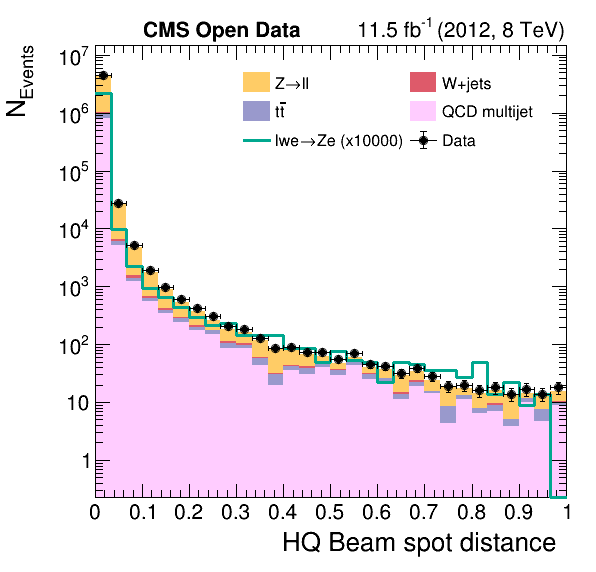 CMS Open Data 11.5 fb⁻¹ (2012, 8 TeV)
N_Events
10⁷
10⁶
10⁵
10⁴
10³
10²
10
1
Z→ll W+jets
tt̄ QCD multijet
lwe→Ze (x10000) Data
0 0.1 0.2 0.3 0.4 0.5 0.6 0.7 0.8 0.9 1
HQ Beam spot distance